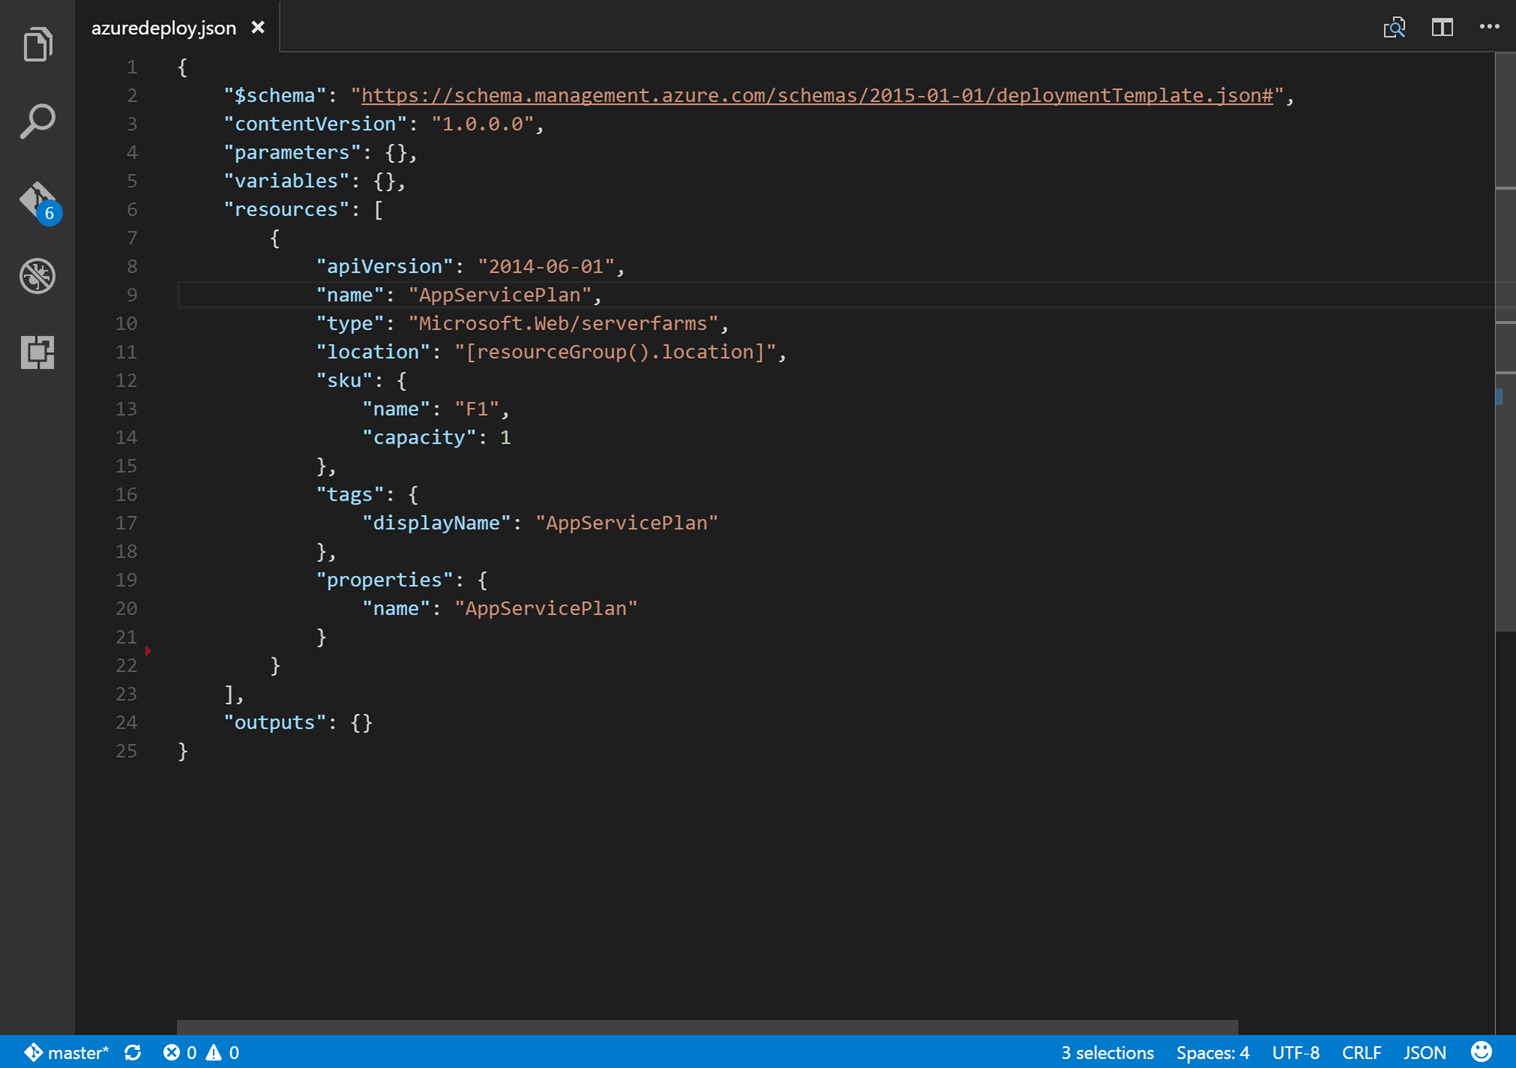 azuredeploy.json ×
1 {
2     "$schema": "https://schema.management.azure.com/schemas/2015-01-01/deploymentTemplate.json#",
3     "contentVersion": "1.0.0.0",
4     "parameters": {},
5     "variables": {},
6     "resources": [
7         {
8             "apiVersion": "2014-06-01",
9             "name": "AppServicePlan",
10             "type": "Microsoft.Web/serverfarms",
11             "location": "[resourceGroup().location]",
12             "sku": {
13                 "name": "F1",
14                 "capacity": 1
15             },
16             "tags": {
17                 "displayName": "AppServicePlan"
18             },
19             "properties": {
20                 "name": "AppServicePlan"
21             }
22         }
23     ],
24     "outputs": {}
25 }
6
master* 0 0 3 selections Spaces: 4 UTF-8 CRLF JSON